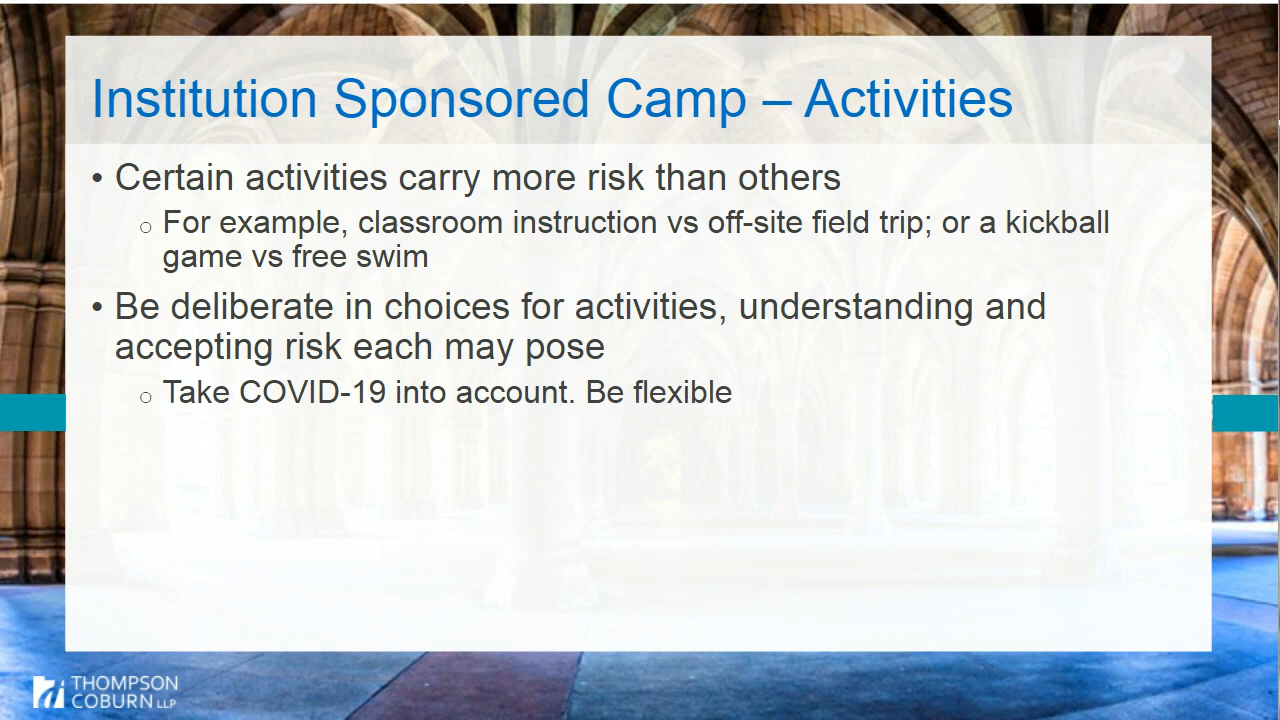 Institution Sponsored Camp – Activities
• Certain activities carry more risk than others
o For example, classroom instruction vs off-site field trip; or a kickball
game vs free swim
• Be deliberate in choices for activities, understanding and
accepting risk each may pose
o Take COVID-19 into account. Be flexible
THOMPSON
COBURN LLP